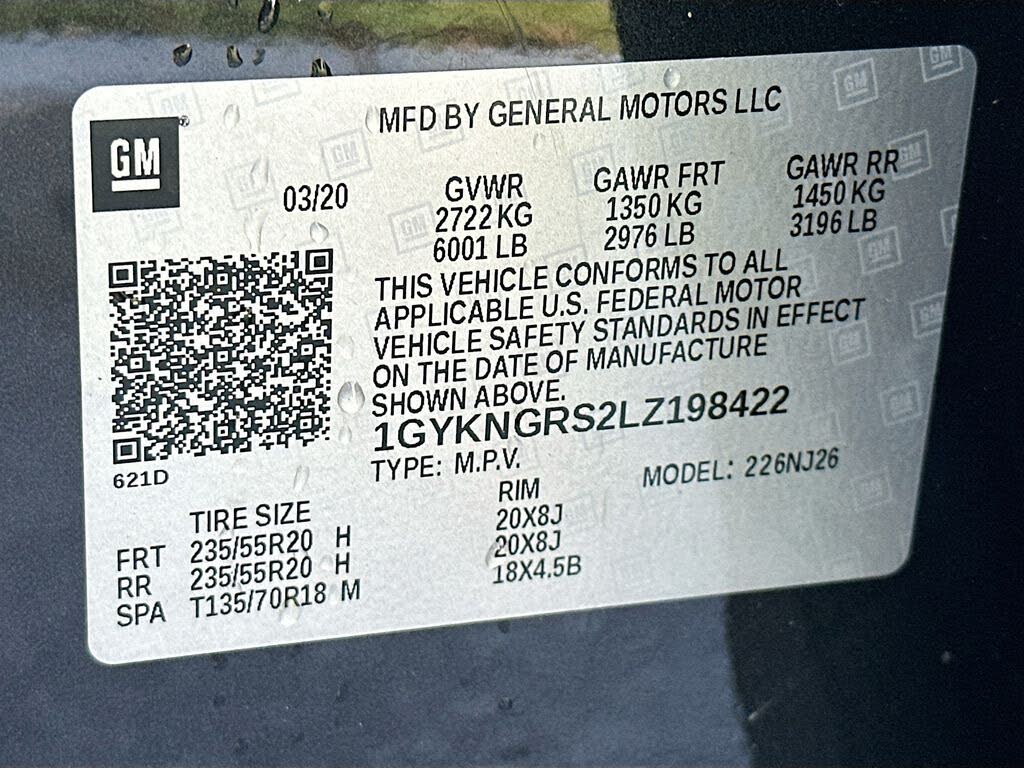 MFD BY GENERAL MOTORS LLC
GM
03/20 GVWR GAWR FRT GAWR RR
2722 KG 1350 KG 1450 KG
6001 LB 2976 LB 3196 LB
THIS VEHICLE CONFORMS TO ALL
APPLICABLE U.S. FEDERAL MOTOR
VEHICLE SAFETY STANDARDS IN EFFECT
ON THE DATE OF MANUFACTURE
SHOWN ABOVE.
1GYKNGRS2LZ198422
621D
TYPE: M.P.V. MODEL: 226NJ26
TIRE SIZE RIM
FRT 235/55R20 H 20X8J
RR 235/55R20 H 20X8J
SPA T135/70R18 M 18X4.5B